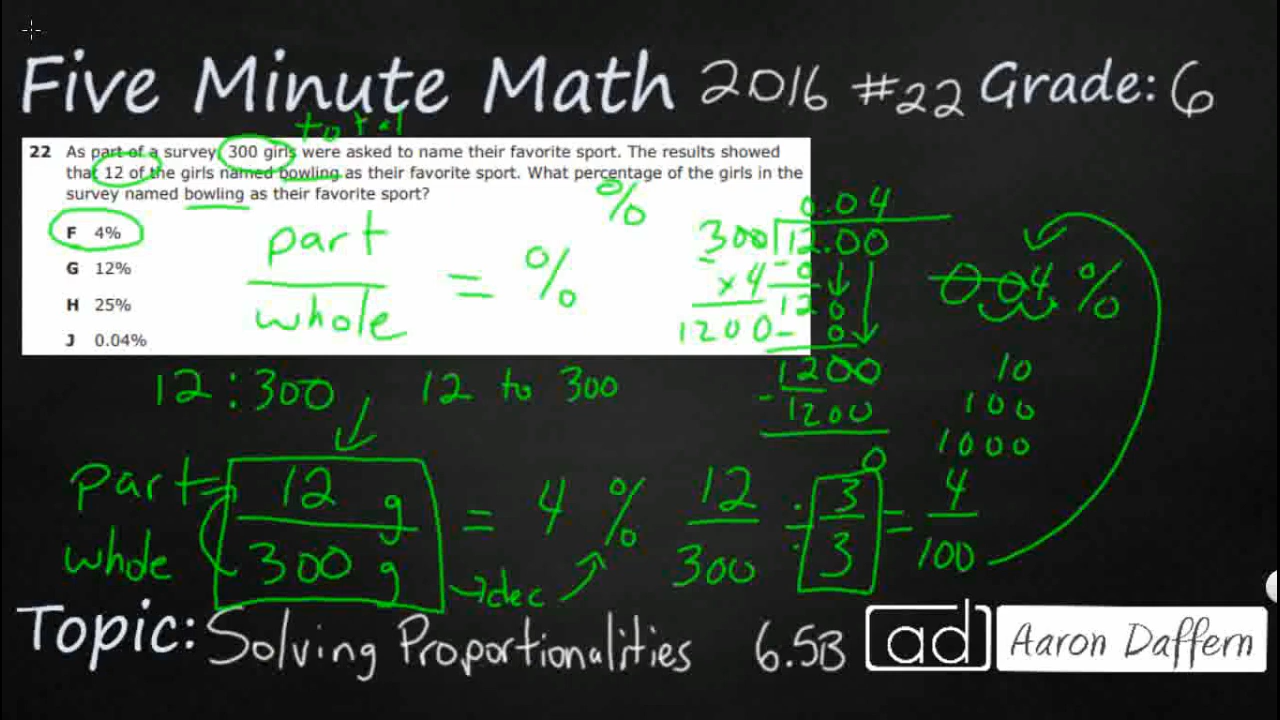 Five Minute Math 2016 #22 Grade: 6
total
22 As part of a survey 300 girls were asked to name their favorite sport. The results showed
that 12 of the girls named bowling as their favorite sport. What percentage of the girls in the
survey named bowling as their favorite sport?
%
F 4%
G 12%
H 25%
J 0.04%
part
whole
= %
0.04
300 12.00
x 4 - 0
120
1200 - 0
1200
- 1200
0
0.04 %
10
100
1000
12:300, 12 to 300
part = 12 g = 4 %
whole 300 g
→ dec
12 ÷ 3 = 4
300 3 100
Topic: Solving Proportionalities 6.5B ad Aaron Daffern